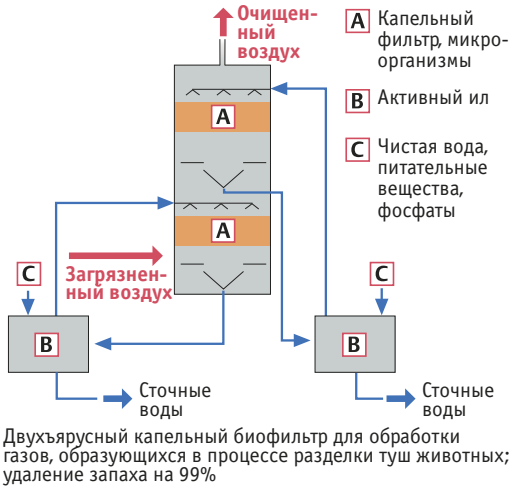 Очищен-
ный
воздух
A
Капельный
фильтр, микро-
организмы
B
Активный ил
C
Чистая вода,
питательные
вещества,
фосфаты
A
A
Загрязнен-
ный воздух
C
B
Сточные
воды
C
B
Сточные
воды
Двухъярусный капельный биофильтр для обработки
газов, образующихся в процессе разделки туш животных;
удаление запаха на 99%